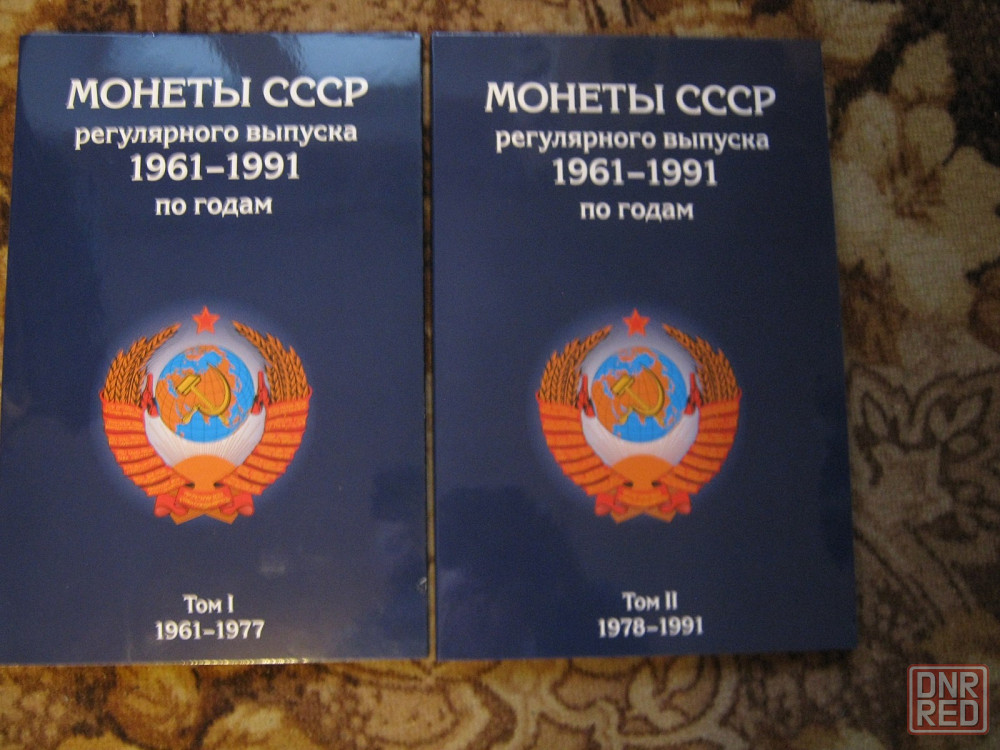 МОНЕТЫ СССР
регулярного выпуска
1961–1991
по годам
Том I
1961–1977
МОНЕТЫ СССР
регулярного выпуска
1961–1991
по годам
Том II
1978–1991
DNR
RED